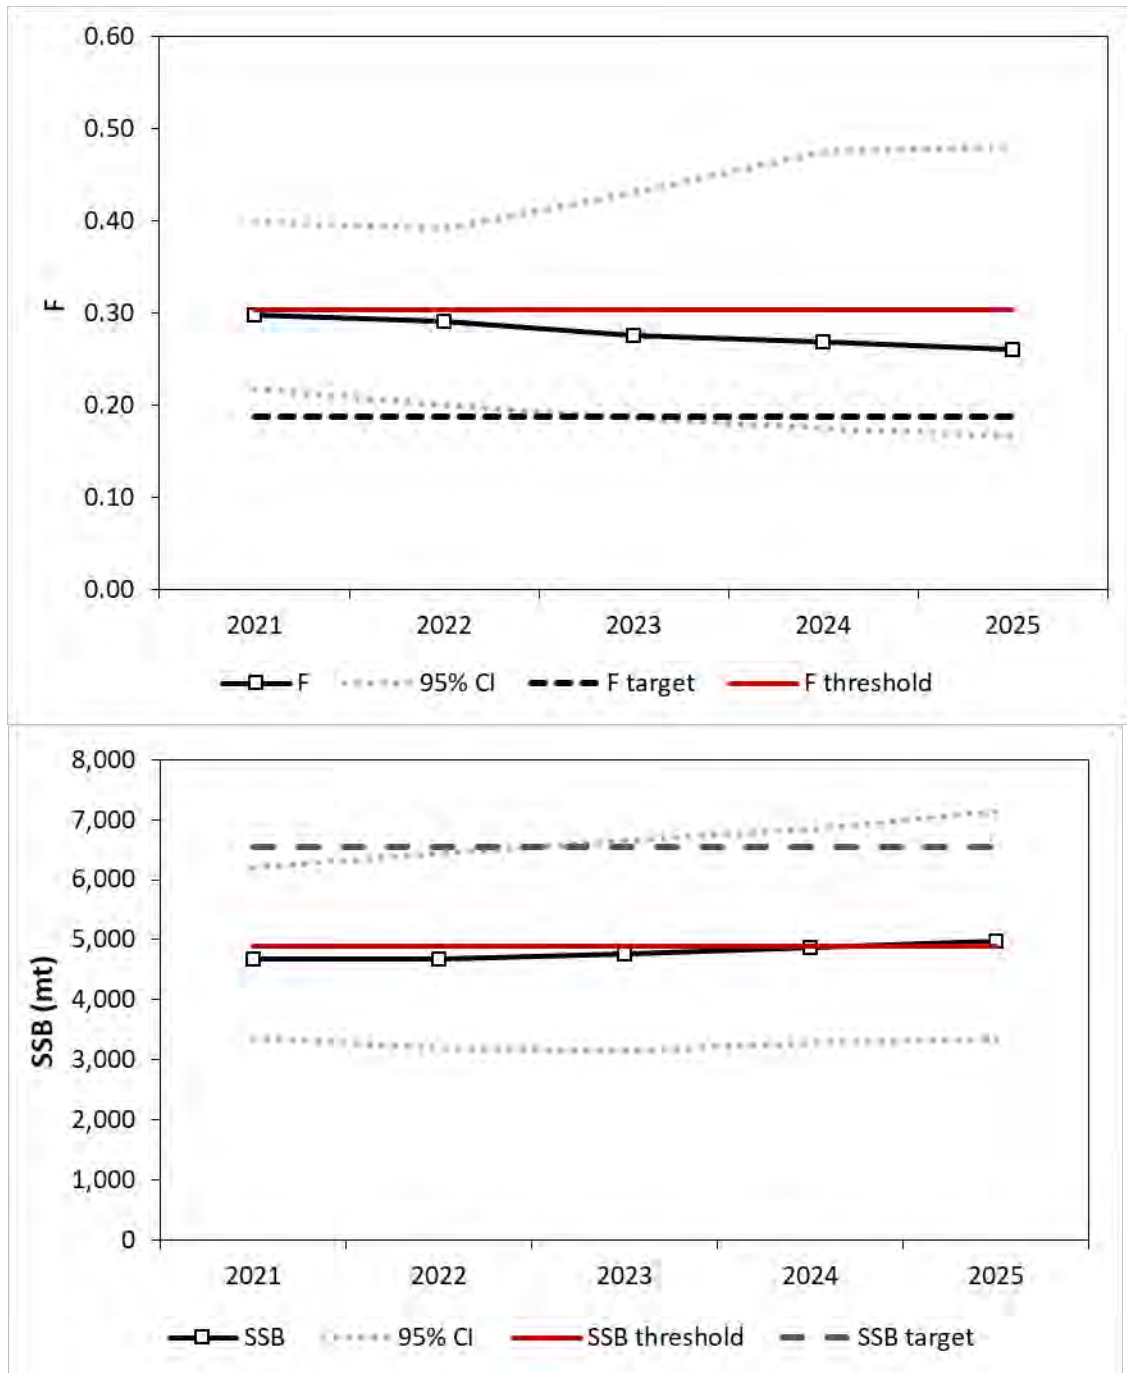 0.60
0.50
0.40
0.30
0.20
0.10
0.00
F
2021 2022 2023 2024 2025
F 95% CI F target F threshold
8,000
7,000
6,000
5,000
4,000
3,000
2,000
1,000
0
SSB (mt)
2021 2022 2023 2024 2025
SSB 95% CI SSB threshold SSB target